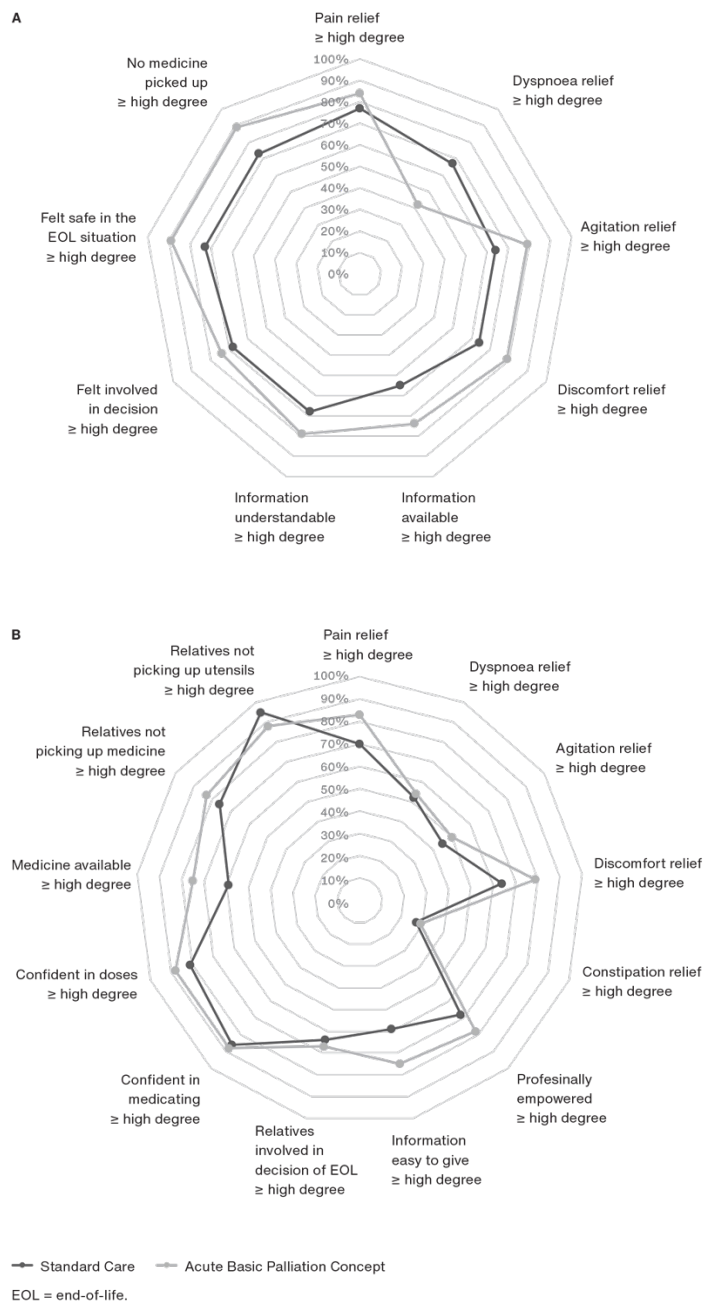 A
Pain relief
≥ high degree
No medicine
picked up
≥ high degree
Dyspnoea relief
≥ high degree
100%
90%
80%
70%
60%
50%
40%
30%
20%
10%
0%
Felt safe in the
EOL situation
≥ high degree
Agitation relief
≥ high degree
Felt involved
in decision
≥ high degree
Discomfort relief
≥ high degree
Information
understandable
≥ high degree
Information
available
≥ high degree
B
Pain relief
≥ high degree
Relatives not
picking up utensils
≥ high degree
Dyspnoea relief
≥ high degree
100%
90%
80%
70%
60%
50%
40%
30%
20%
10%
0%
Relatives not
picking up medicine
≥ high degree
Agitation relief
≥ high degree
Medicine available
≥ high degree
Discomfort relief
≥ high degree
Confident in doses
≥ high degree
Constipation relief
≥ high degree
Confident in
medicating
≥ high degree
Profesinally
empowered
≥ high degree
Relatives
involved in
decision of EOL
≥ high degree
Information
easy to give
≥ high degree
Standard Care
Acute Basic Palliation Concept
EOL = end-of-life.